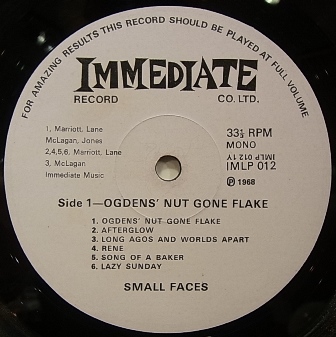 FOR AMAZING RESULTS THIS RECORD SHOULD BE PLAYED AT FULL VOLUME.
IMMEDIATE
RECORD CO. LTD.
1, Marriott, Lane
McLagan, Jones
2,4,5,6. Marriott, Lane
3, McLagan
Immediate Music
33⅓ RPM
MONO
IMLP 012 1Y
IMLP 012
Ⓟ 1968
Side 1—OGDENS' NUT GONE FLAKE
1. OGDENS' NUT GONE FLAKE
2. AFTERGLOW
3. LONG AGOS AND WORLDS APART
4. RENE
5. SONG OF A BAKER
6. LAZY SUNDAY
SMALL FACES